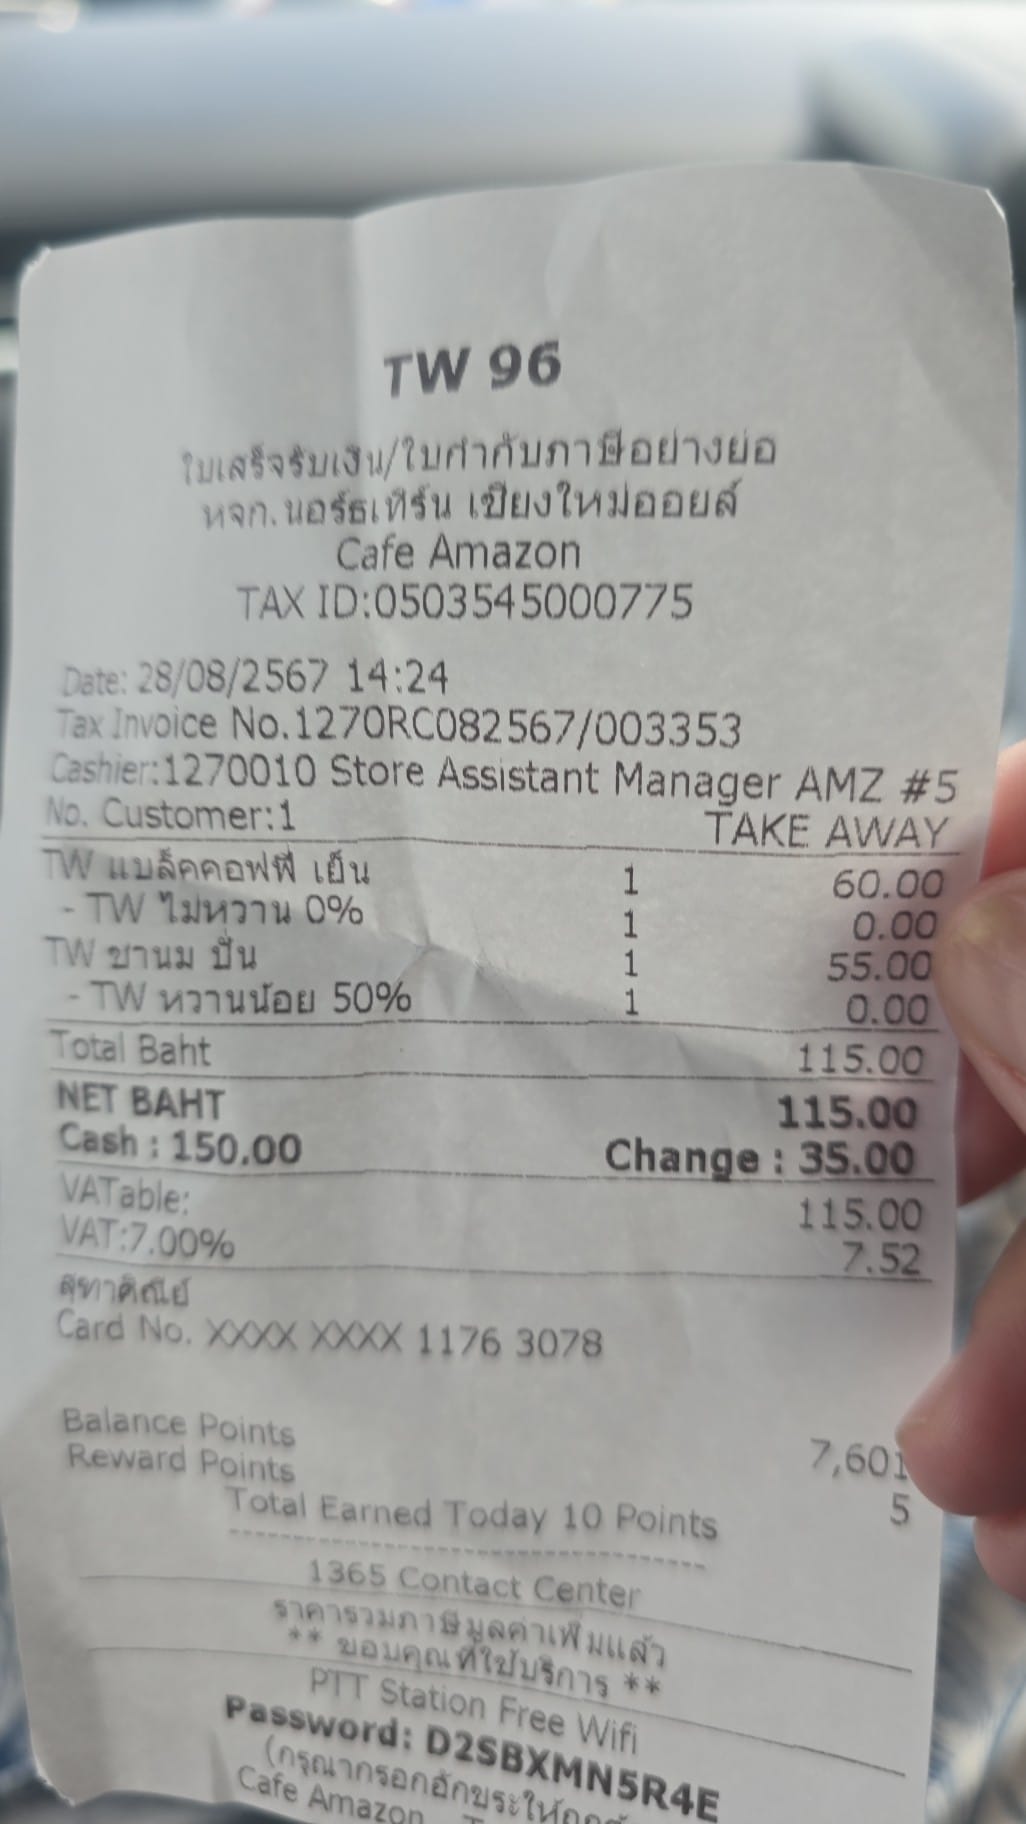 TW 96
ใบเสร็จรับเงิน/ใบกำกับภาษีอย่างย่อ
หจก. นอร์ธเทิร์น เชียงใหม่ออยล์
Cafe Amazon
TAX ID:0503545000775
Date: 28/08/2567 14:24
Tax Invoice No.1270RC082567/003353
Cashier:1270010 Store Assistant Manager AMZ #5
No. Customer:1 TAKE AWAY
TW แบล็คคอฟฟี่ เย็น 1 60.00
- TW ไม่หวาน 0% 1 0.00
TW ชานม ปั่น 1 55.00
- TW หวานน้อย 50% 1 0.00
Total Baht 115.00
NET BAHT 115.00
Cash : 150.00 Change : 35.00
VATable: 115.00
VAT:7.00% 7.52
Card No. XXXX XXXX 1176 3078
Balance Points 7,601
Reward Points 5
Total Earned Today 10 Points
1365 Contact Center
ราคารวมภาษีมูลค่าเพิ่มแล้ว
** ขอบคุณที่ใช้บริการ **
PTT Station Free Wifi
Password: D2SBXMN5R4E
(กรุณากรอกอักขระให้
Cafe Amazon